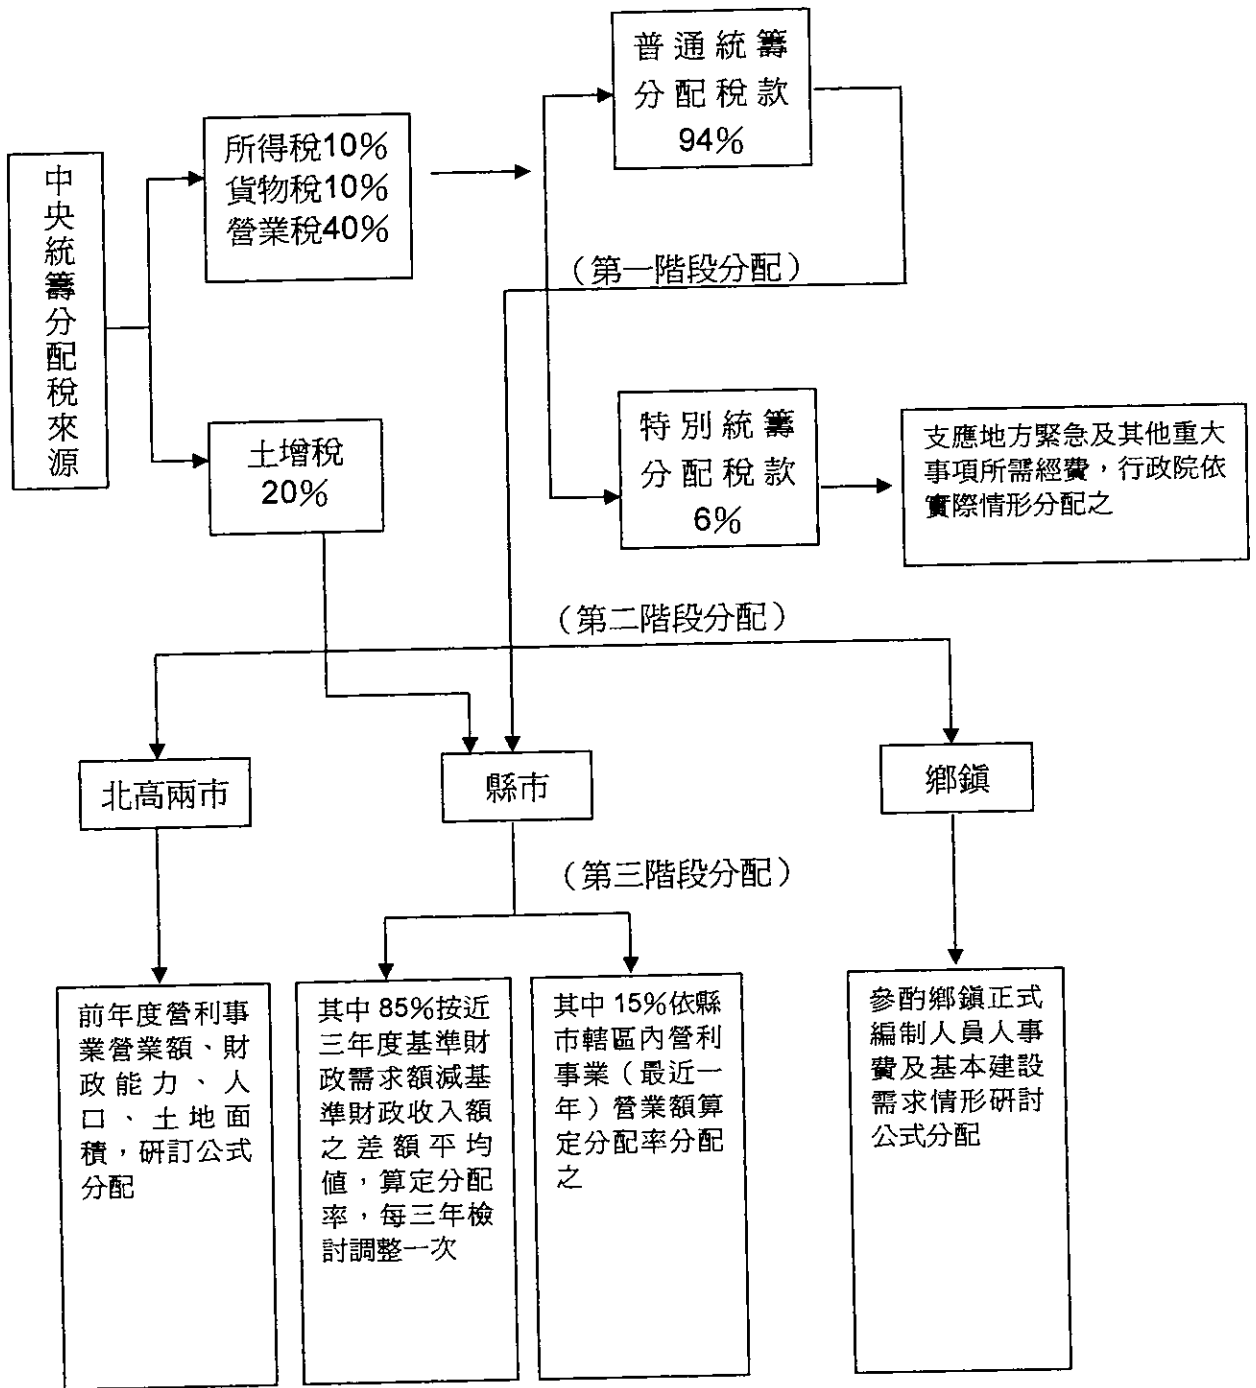 普通統籌
分配稅款
94%
所得稅10%
貨物稅10%
營業稅40%
中央統籌分配稅來源
（第一階段分配）
土增稅
20%
特別統籌
分配稅款
6%
支應地方緊急及其他重大
事項所需經費，行政院依
實際情形分配之
（第二階段分配）
北高兩市
縣市
鄉鎮
（第三階段分配）
前年度營利事
業營業額、財
政能力、人
口、土地面
積，研訂公式
分配
其中 85%按近
三年度基準財
政需求額減基
準財政收入額
之差額平均
值，算定分配
率，每三年檢
討調整一次
其中 15%依縣
市轄區內營利
事業（最近一
年）營業額算
定分配率分配
之
參酌鄉鎮正式
編制人員人事
費及基本建設
需求情形研討
公式分配